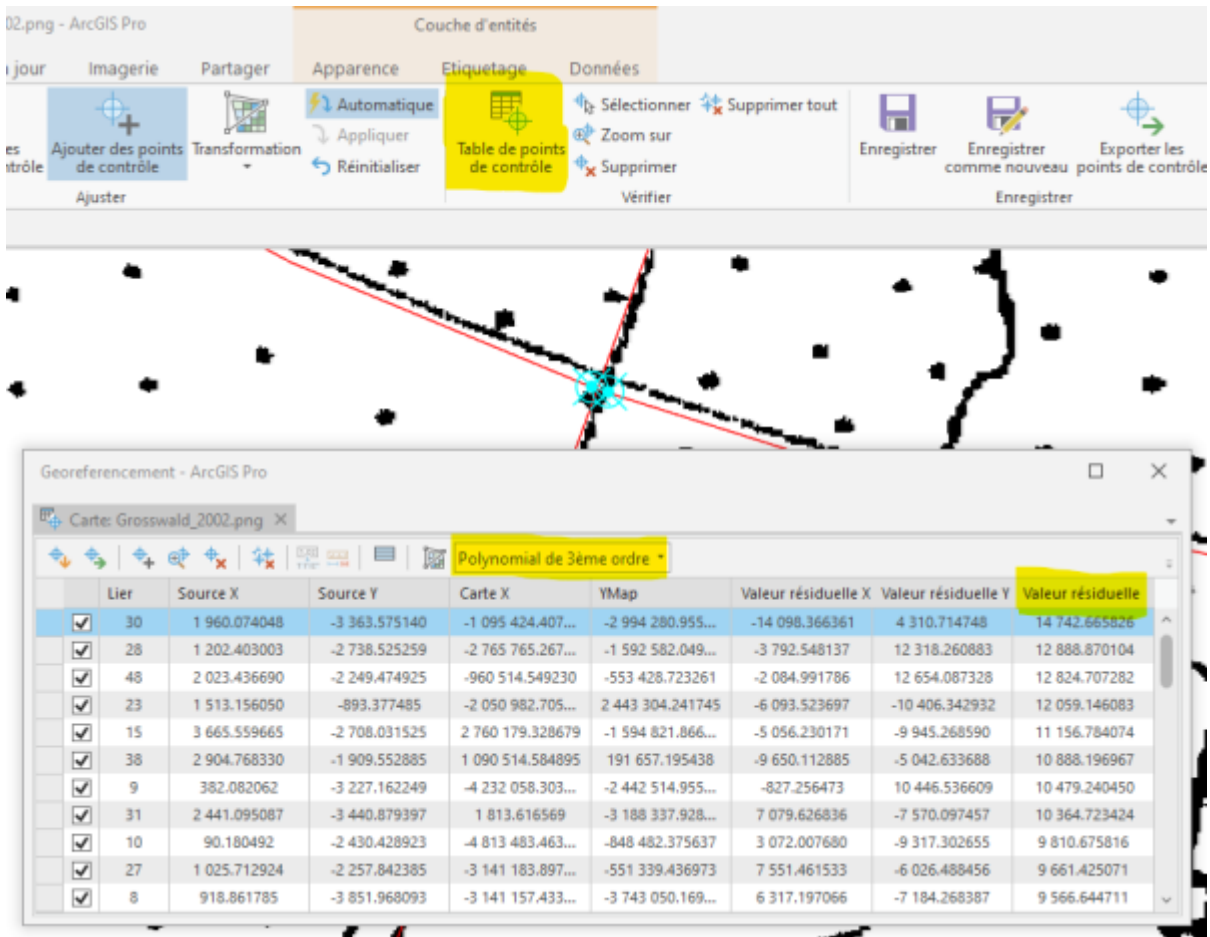 02.png - ArcGIS Pro
Couche d'entités
jour Imagerie Partager Apparence Etiquetage Données
Ajouter des points de contrôle
Transformation
Automatique
Appliquer
Réinitialiser
Table de points de contrôle
Sélectionner
Zoom sur
Supprimer
Supprimer tout
Enregistrer
Enregistrer comme nouveau
Exporter les points de contrôle
Ajuster Vérifier Enregistrer
Georeferencement - ArcGIS Pro
Carte: Grosswald_2002.png
Polynomial de 3ème ordre
Lier Source X Source Y Carte X YMap Valeur résiduelle X Valeur résiduelle Y Valeur résiduelle
30 1 960.074048 -3 363.575140 -1 095 424.407... -2 994 280.955... -14 098.366361 4 310.714748 14 742.665826
28 1 202.403003 -2 738.525259 -2 765 765.267... -1 592 582.049... -3 792.548137 12 318.260883 12 888.870104
48 2 023.436690 -2 249.474925 -960 514.549230 -553 428.723261 -2 084.991786 12 654.087328 12 824.707282
23 1 513.156050 -893.377485 -2 050 982.705... 2 443 304.241745 -6 093.523697 -10 406.342932 12 059.146083
15 3 665.559665 -2 708.031525 2 760 179.328679 -1 594 821.866... -5 056.230171 -9 945.268590 11 156.784074
38 2 904.768330 -1 909.552885 1 090 514.584895 191 657.195438 -9 650.112885 -5 042.633688 10 888.196967
9 382.082062 -3 227.162249 -4 232 058.303... -2 442 514.955... -827.256473 10 446.536609 10 479.240450
31 2 441.095087 -3 440.879397 1 813.616569 -3 188 337.928... 7 079.626836 -7 570.097457 10 364.723424
10 90.180492 -2 430.428923 -4 813 483.463... -848 482.375637 3 072.007680 -9 317.302655 9 810.675816
27 1 025.712924 -2 257.842385 -3 141 183.897... -551 339.436973 7 551.461533 -6 026.488456 9 661.425071
8 918.861785 -3 851.968093 -3 141 157.433... -3 743 050.169... 6 317.197066 -7 184.268387 9 566.644711